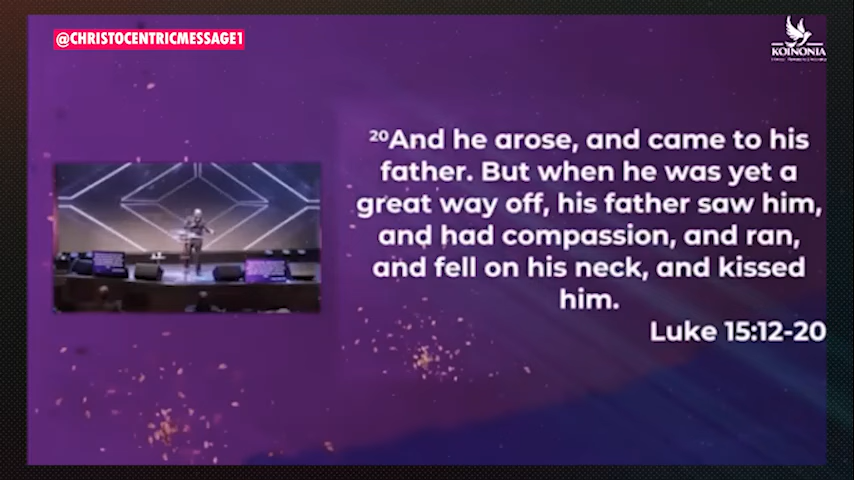 @CHRISTOCENTRICMESSAGE1
KOINONIA
20And he arose, and came to his
father. But when he was yet a
great way off, his father saw him,
and had compassion, and ran,
and fell on his neck, and kissed
him.
Luke 15:12-20